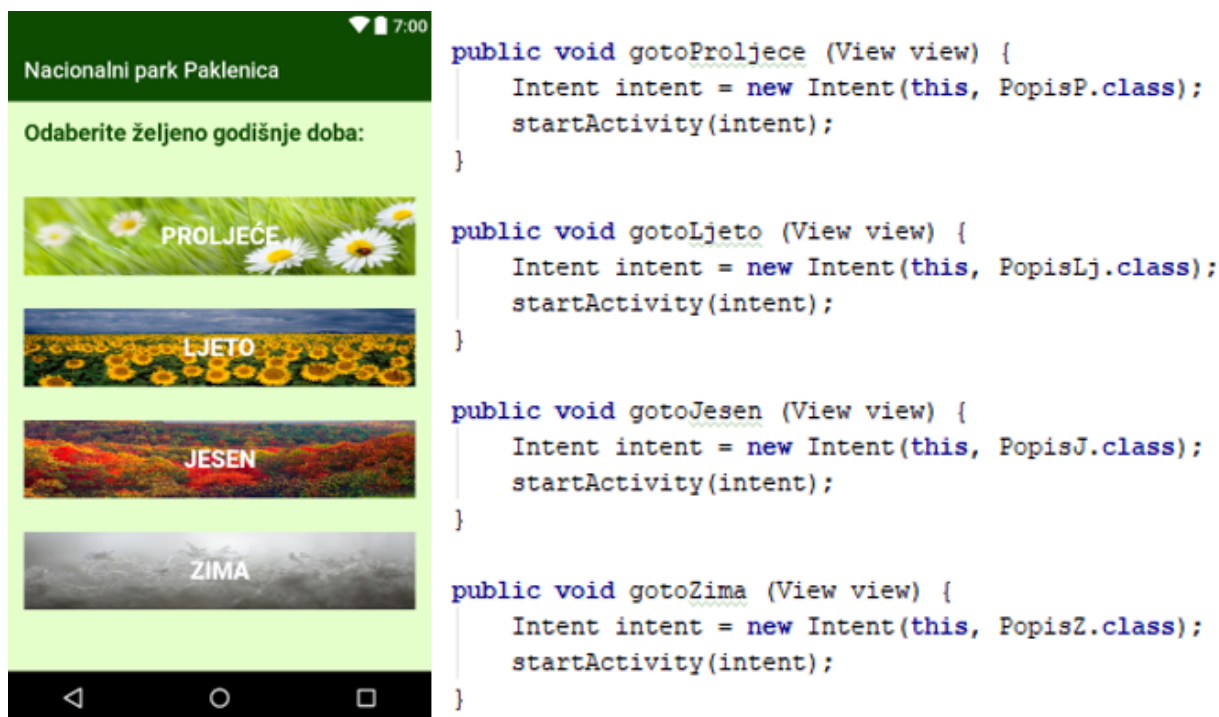 7:00
Nacionalni park Paklenica
Odaberite željeno godišnje doba:
PROLJEĆE
LJETO
JESEN
ZIMA
public void gotoProljece (View view) {
    Intent intent = new Intent(this, PopisP.class);
    startActivity(intent);
}
public void gotoLjeto (View view) {
    Intent intent = new Intent(this, PopisLj.class);
    startActivity(intent);
}
public void gotoJesen (View view) {
    Intent intent = new Intent(this, PopisJ.class);
    startActivity(intent);
}
public void gotoZima (View view) {
    Intent intent = new Intent(this, PopisZ.class);
    startActivity(intent);
}